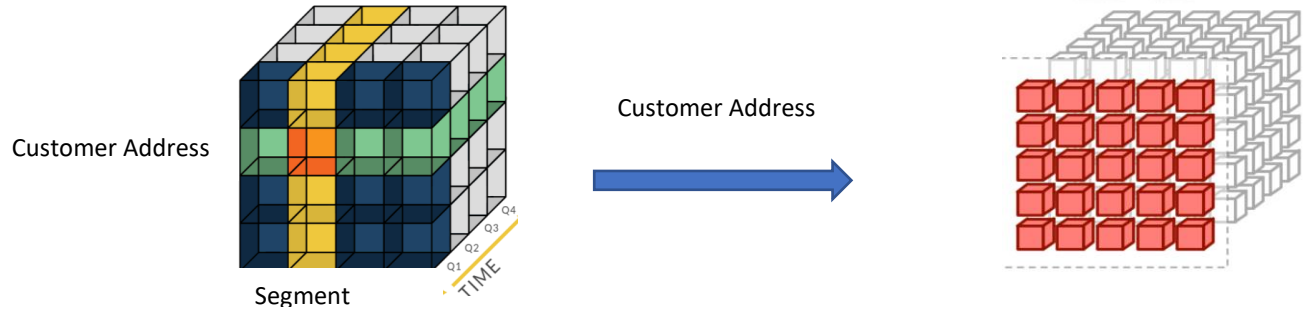 Customer Address
Customer Address
Q4
Q3
Q2
Q1
TIME
Segment